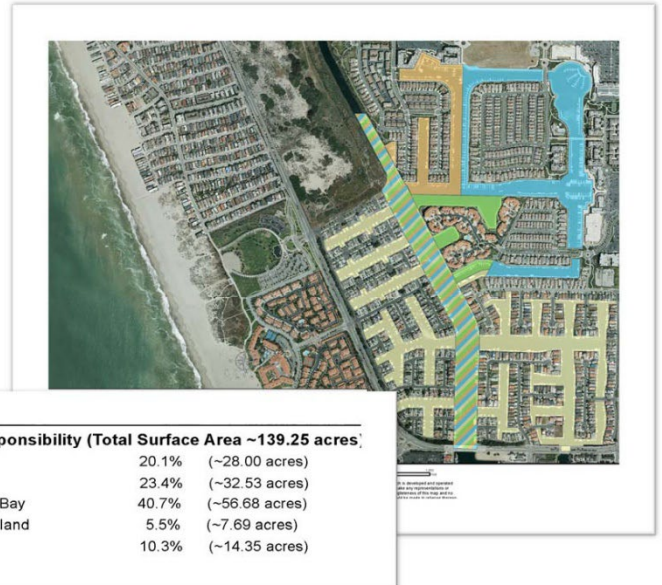 ponsibility (Total Surface Area ~139.25 acres)
20.1% (~28.00 acres)
23.4% (~32.53 acres)
Bay 40.7% (~56.68 acres)
land 5.5% (~7.69 acres)
10.3% (~14.35 acres)